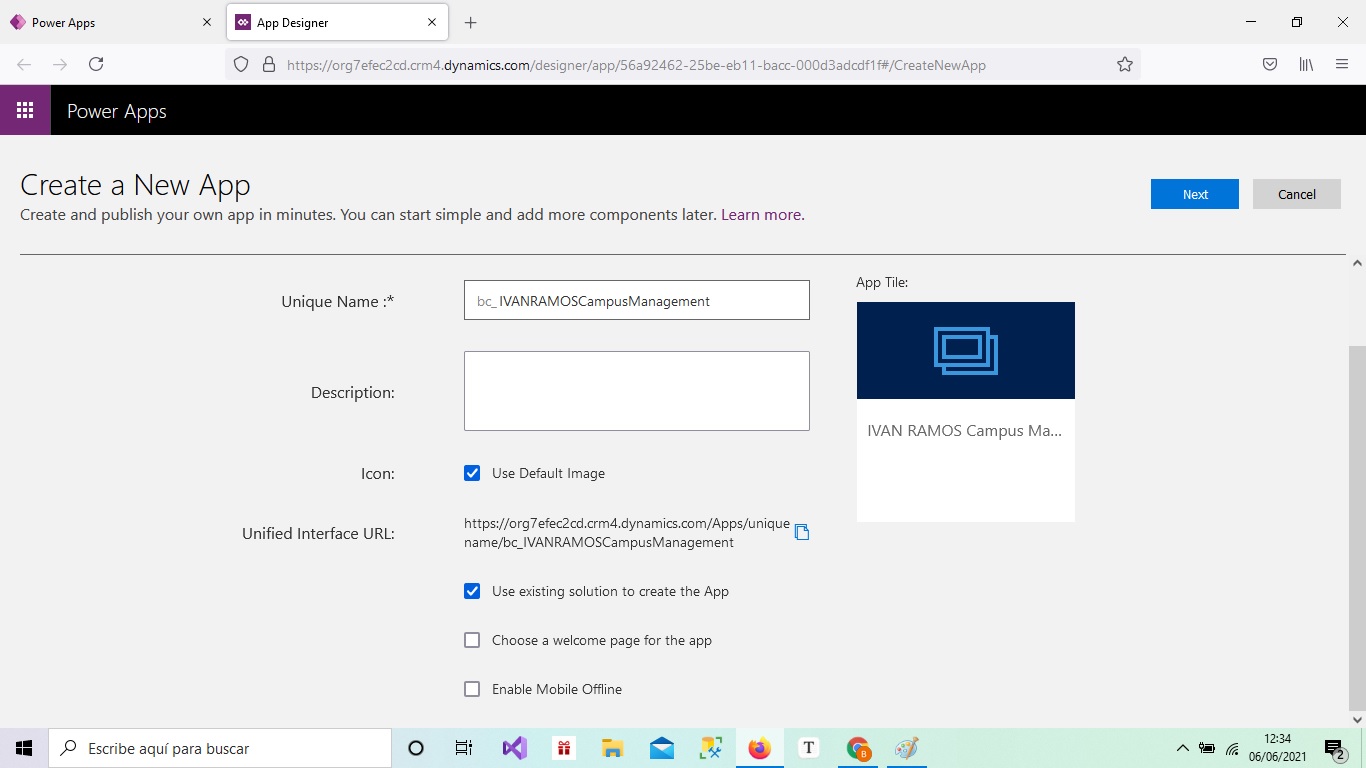 Power Apps
App Designer
https://org7efec2cd.crm4.dynamics.com/designer/app/56a92462-25be-eb11-bacc-000d3adcdf1f#/CreateNewApp
Power Apps
Create a New App
Create and publish your own app in minutes. You can start simple and add more components later. Learn more.
Next
Cancel
Unique Name :*
bc_ IVANRAMOSCampusManagement
App Tile:
IVAN RAMOS Campus Ma...
Description:
Icon:
Use Default Image
Unified Interface URL:
https://org7efec2cd.crm4.dynamics.com/Apps/unique
name/bc_IVANRAMOSCampusManagement
Use existing solution to create the App
Choose a welcome page for the app
Enable Mobile Offline
Escribe aquí para buscar
T
B
12:34
06/06/2021
2